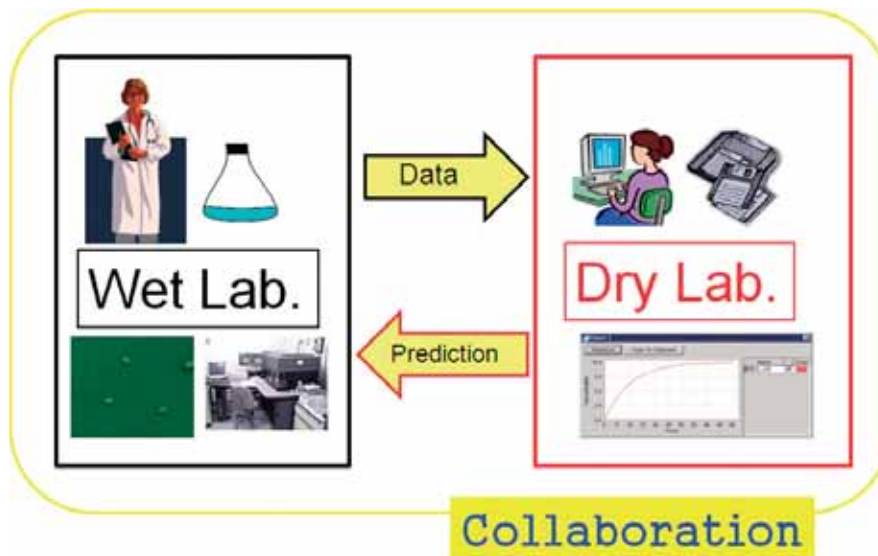 Data
Wet Lab.
Dry Lab.
Prediction
Collaboration